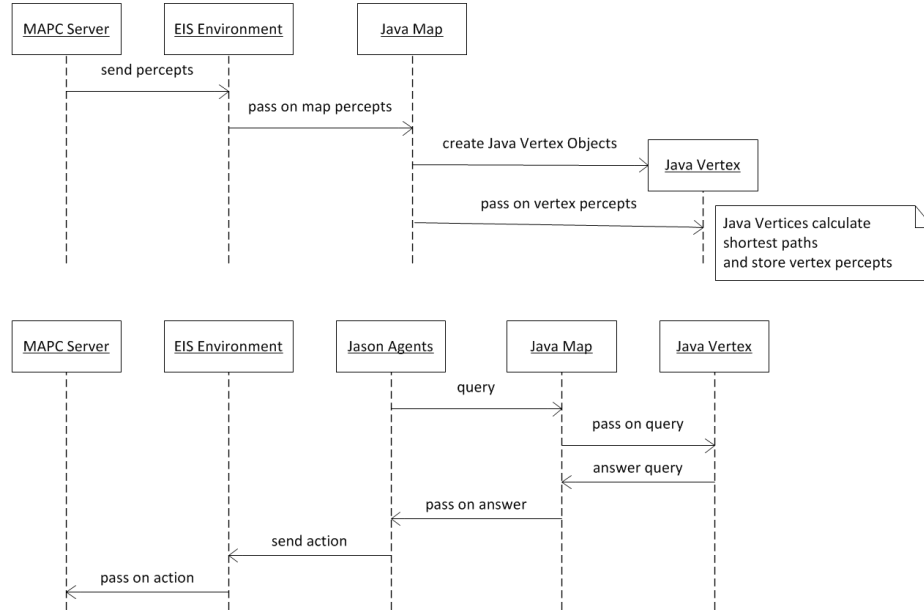 MAPC Server
EIS Environment
Java Map
send percepts
pass on map percepts
create Java Vertex Objects
Java Vertex
pass on vertex percepts
Java Vertices calculate
shortest paths
and store vertex percepts
MAPC Server
EIS Environment
Jason Agents
Java Map
Java Vertex
query
pass on query
answer query
pass on answer
send action
pass on action